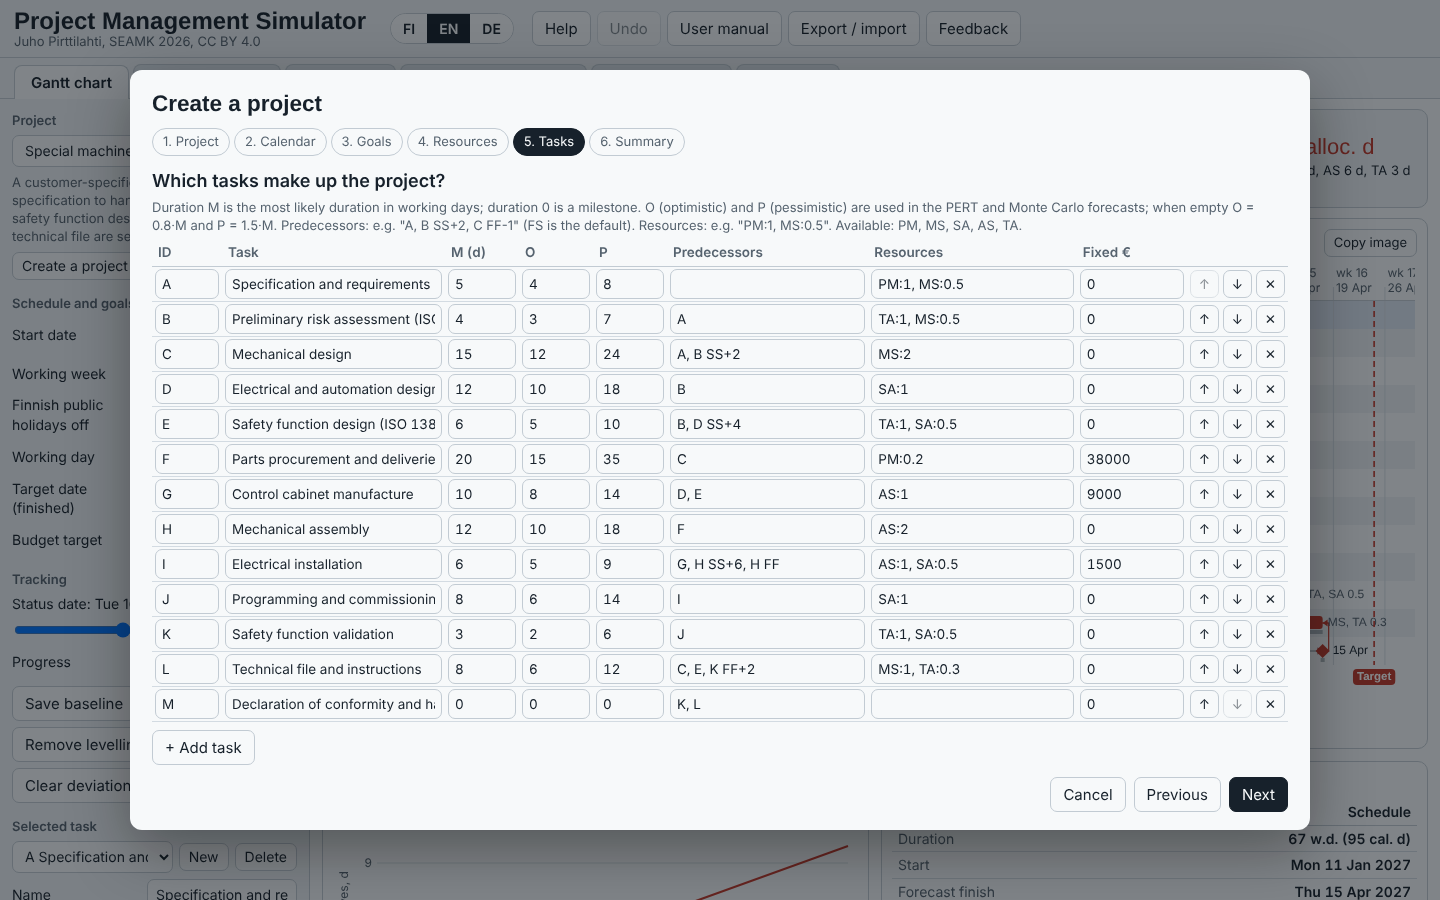 Project Management Simulator
Juho Pirttilahti, SEAMK 2026, CC BY 4.0
FI EN DE
Help Undo User manual Export / import Feedback
Gantt chart
Project
Special machine
A customer-specifi
specification to han
safety function des
technical file are se
Create a project
Schedule and goals
Start date
Working week
Finnish public
holidays off
Working day
Target date
(finished)
Budget target
Tracking
Status date: Tue 1
Progress
Save baseline
Remove levellin
Clear deviation
Selected task
A Specification and New Delete
Name Specification and re
Create a project
1. Project 2. Calendar 3. Goals 4. Resources 5. Tasks 6. Summary
Which tasks make up the project?
Duration M is the most likely duration in working days; duration 0 is a milestone. O (optimistic) and P (pessimistic) are used in the PERT and Monte Carlo forecasts; when empty O =
0.8·M and P = 1.5·M. Predecessors: e.g. "A, B SS+2, C FF-1" (FS is the default). Resources: e.g. "PM:1, MS:0.5". Available: PM, MS, SA, AS, TA.
ID Task M (d) O P Predecessors Resources Fixed €
A Specification and requirements 5 4 8 PM:1, MS:0.5 0 ↑ ↓ ×
B Preliminary risk assessment (ISO 4 3 7 A TA:1, MS:0.5 0 ↑ ↓ ×
C Mechanical design 15 12 24 A, B SS+2 MS:2 0 ↑ ↓ ×
D Electrical and automation design 12 10 18 B SA:1 0 ↑ ↓ ×
E Safety function design (ISO 138 6 5 10 B, D SS+4 TA:1, SA:0.5 0 ↑ ↓ ×
F Parts procurement and deliverie 20 15 35 C PM:0.2 38000 ↑ ↓ ×
G Control cabinet manufacture 10 8 14 D, E AS:1 9000 ↑ ↓ ×
H Mechanical assembly 12 10 18 F AS:2 0 ↑ ↓ ×
I Electrical installation 6 5 9 G, H SS+6, H FF AS:1, SA:0.5 1500 ↑ ↓ ×
J Programming and commissionin 8 6 14 I SA:1 0 ↑ ↓ ×
K Safety function validation 3 2 6 J TA:1, SA:0.5 0 ↑ ↓ ×
L Technical file and instructions 8 6 12 C, E, K FF+2 MS:1, TA:0.3 0 ↑ ↓ ×
M Declaration of conformity and ha 0 0 0 K, L 0 ↑ ↓ ×
+ Add task
Cancel Previous Next
alloc. d
d, AS 6 d, TA 3 d
Copy image
wk 16 wk 17
19 Apr 26 A
TA, SA 0.5
MS, TA 0.3
15 Apr
Target
9
Schedule
Duration 67 w.d. (95 cal. d)
Start Mon 11 Jan 2027
Forecast finish Thu 15 Apr 2027